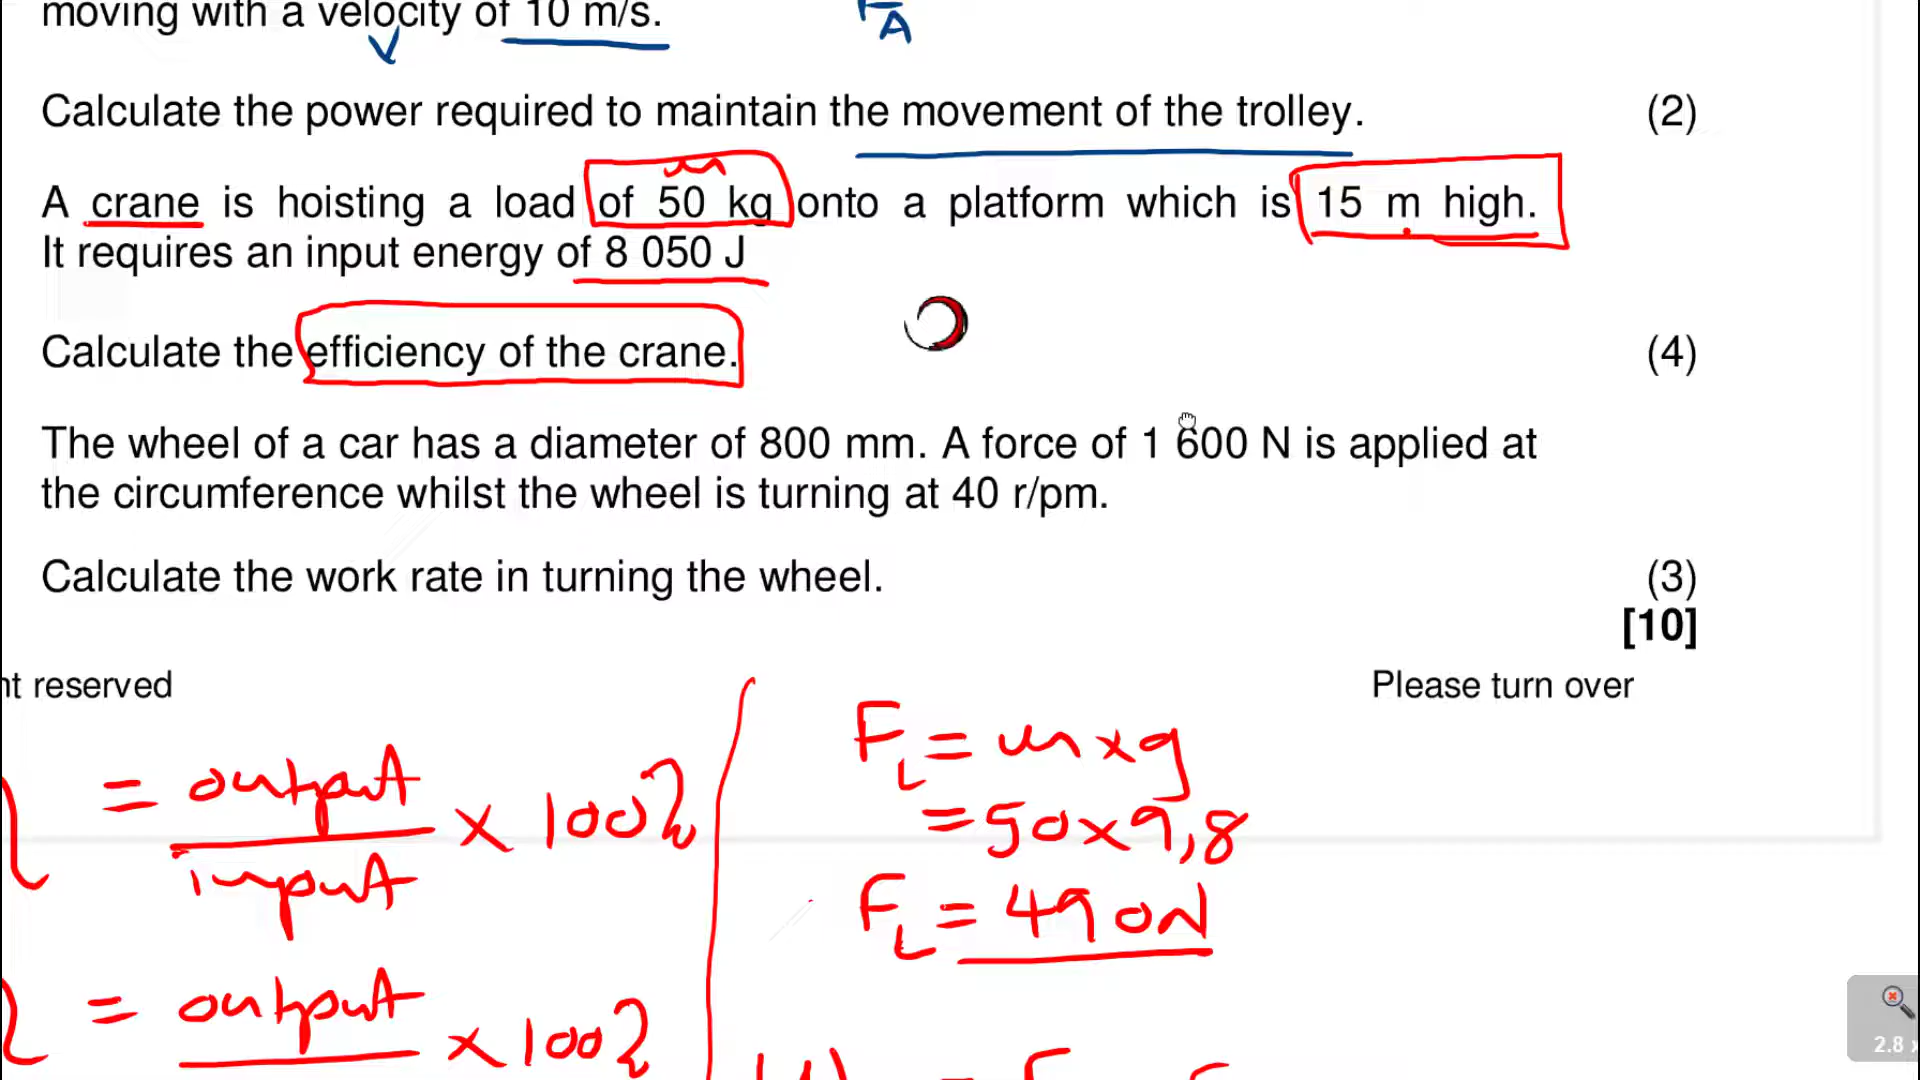 moving with a velocity of 10 m/s.
V
F A
Calculate the power required to maintain the movement of the trolley. (2)
m
A crane is hoisting a load of 50 kg onto a platform which is 15 m high.
It requires an input energy of 8 050 J
Calculate the efficiency of the crane. (4)
The wheel of a car has a diameter of 800 mm. A force of 1 600 N is applied at
the circumference whilst the wheel is turning at 40 r/pm.
Calculate the work rate in turning the wheel. (3)
[10]
reserved Please turn over
= output / input × 100%
= output × 100%
F L = m × g
= 50 × 9,8
F L = 490N
2.8 x